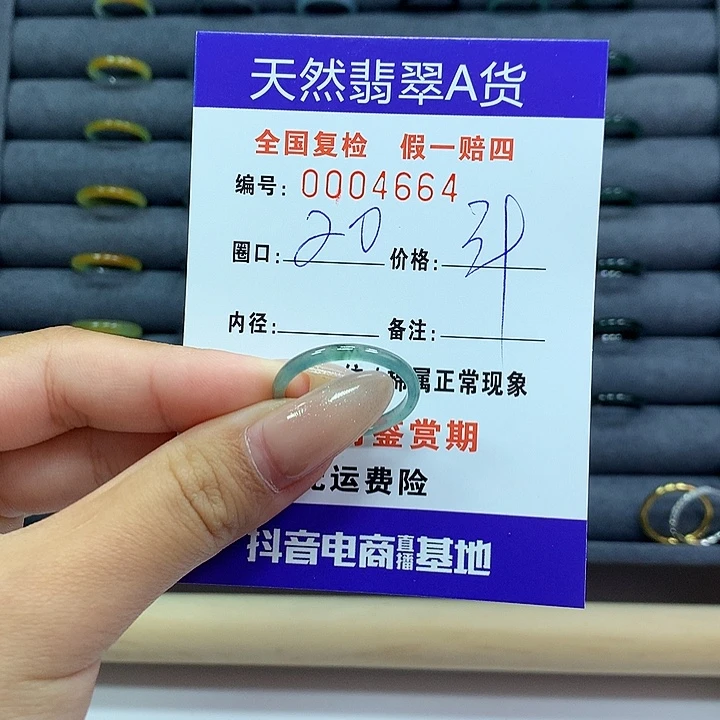 天然翡翠A货
全国复检 假一赔四
编号: 0004664
圈口: 20 价格:
内径: 备注:
属正常现象
鉴赏期
运费险
抖音电商直播基地